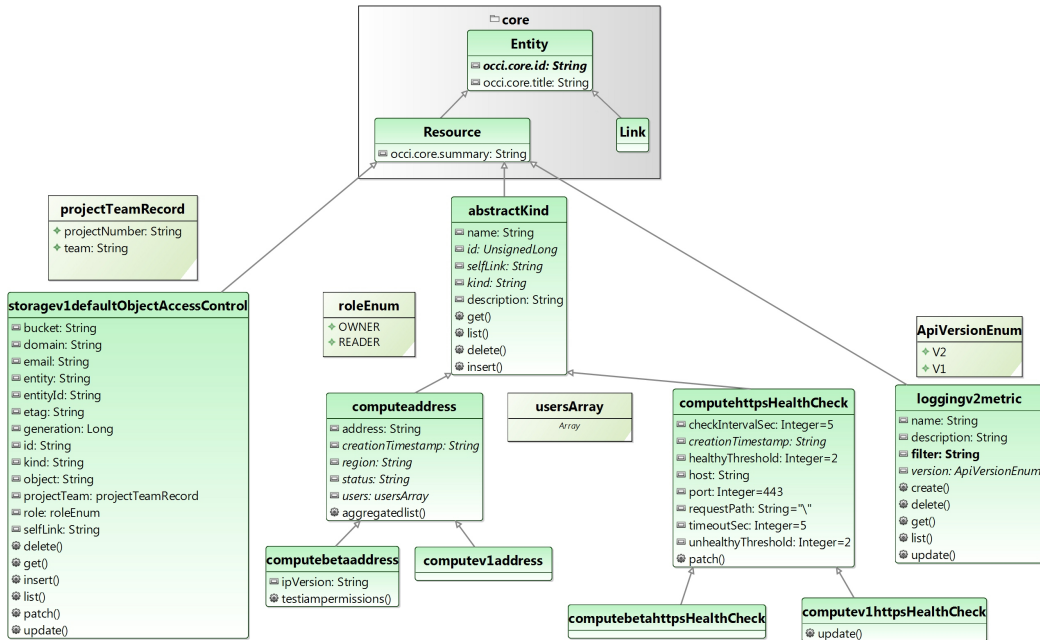 core
Entity
occi.core.id: String
occi.core.title: String
Resource
occi.core.summary: String
Link
projectTeamRecord
projectNumber: String
team: String
abstractKind
name: String
id: UnsignedLong
selfLink: String
kind: String
description: String
get()
list()
delete()
insert()
storagev1defaultObjectAccessControl
bucket: String
domain: String
email: String
entity: String
entityId: String
etag: String
generation: Long
id: String
kind: String
object: String
projectTeam: projectTeamRecord
role: roleEnum
selfLink: String
delete()
get()
insert()
list()
patch()
update()
roleEnum
OWNER
READER
ApiVersionEnum
V2
V1
computeaddress
address: String
creationTimestamp: String
region: String
status: String
users: usersArray
aggregatedlist()
usersArray
Array
computehttpsHealthCheck
checkIntervalSec: Integer=5
creationTimestamp: String
healthyThreshold: Integer=2
host: String
port: Integer=443
requestPath: String="\"
timeoutSec: Integer=5
unhealthyThreshold: Integer=2
patch()
loggingv2metric
name: String
description: String
filter: String
version: ApiVersionEnum
create()
delete()
get()
list()
update()
computebetaaddress
ipVersion: String
testiampermissions()
computev1address
computebetahttpsHealthCheck
computev1httpsHealthCheck
update()